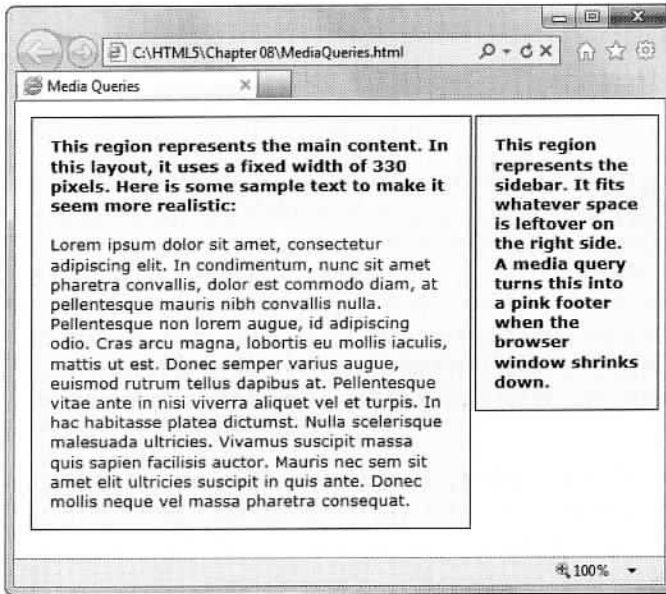 C:\HTML5\Chapter 08\MediaQueries.html
Media Queries
This region represents the main content. In
this layout, it uses a fixed width of 330
pixels. Here is some sample text to make it
seem more realistic:
Lorem ipsum dolor sit amet, consectetur
adipiscing elit. In condimentum, nunc sit amet
pharetra convallis, dolor est commodo diam, at
pellentesque mauris nibh convallis nulla.
Pellentesque non lorem augue, id adipiscing
odio. Cras arcu magna, lobortis eu mollis iaculis,
mattis ut est. Donec semper varius augue,
euismod rutrum tellus dapibus at. Pellentesque
vitae ante in nisi viverra aliquet vel et turpis. In
hac habitasse platea dictumst. Nulla scelerisque
malesuada ultricies. Vivamus suscipit massa
quis sapien facilisis auctor. Mauris nec sem sit
amet elit ultricies suscipit in quis ante. Donec
mollis neque vel massa pharetra consequat.
This region
represents the
sidebar. It fits
whatever space
is leftover on
the right side.
A media query
turns this into
a pink footer
when the
browser
window shrinks
down.
100%